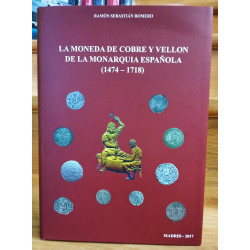 RAMÓN SEBASTIÁN ROMERO
LA MONEDA DE COBRE Y VELLON
DE LA MONARQUIA ESPAÑOLA
(1474 – 1718)
MADRID - 2017